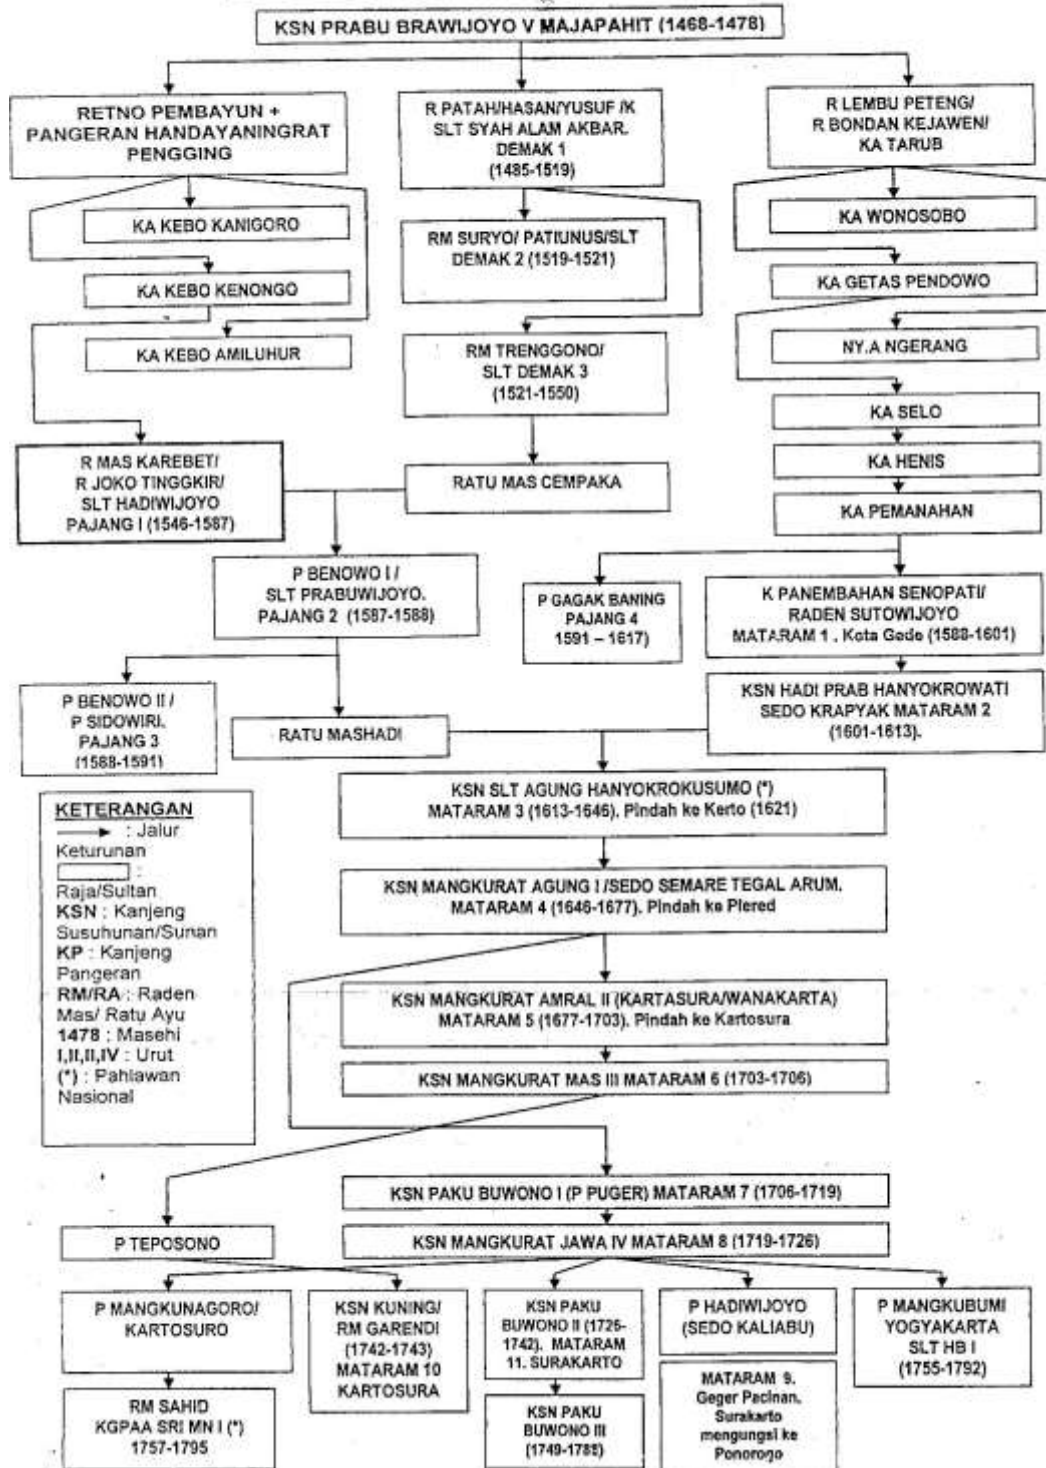 KSN PRABU BRAWIJOYO V MAJAPAHIT (1468-1478)
RETNO PEMBAYUN +
PANGERAN HANDAYANINGRAT
PENGGING
R PATAH/HASAN/YUSUF /K
SLT SYAH ALAM AKBAR.
DEMAK 1
(1485-1519)
R LEMBU PETENG/
R BONDAN KEJAWEN/
KA TARUB
KA KEBO KANIGORO
RM SURYO/ PATIUNUS/SLT
DEMAK 2 (1519-1521)
KA WONOSOBO
KA KEBO KENONGO
KA GETAS PENDOWO
KA KEBO AMILUHUR
RM TRENGGONO/
SLT DEMAK 3
(1521-1550)
NY.A NGERANG
KA SELO
R MAS KAREBET/
R JOKO TINGGKIR/
SLT HADIWIJOYO
PAJANG I (1546-1587)
RATU MAS CEMPAKA
KA HENIS
KA PEMANAHAN
P BENOWO I /
SLT PRABUWIJOYO.
PAJANG 2 (1587-1588)
P GAGAK BANING
PAJANG 4
1591 – 1617)
K PANEMBAHAN SENOPATI/
RADEN SUTOWIJOYO
MATARAM 1 . Kota Gede (1588-1601)
P BENOWO II /
P SIDOWIRI.
PAJANG 3
(1588-1591)
RATU MASHADI
KSN HADI PRAB HANYOKROWATI
SEDO KRAPYAK MATARAM 2
(1601-1613).
KSN SLT AGUNG HANYOKROKUSUMO (*)
MATARAM 3 (1613-1646). Pindah ke Kerto (1621)
KETERANGAN
: Jalur
Keturunan
:
Raja/Sultan
KSN : Kanjeng
Susuhunan/Sunan
KP : Kanjeng
Pangeran
RM/RA : Raden
Mas/ Ratu Ayu
1478 : Masehi
I,II,II,IV : Urut
(*) : Pahlawan
Nasional
KSN MANGKURAT AGUNG I /SEDO SEMARE TEGAL ARUM.
MATARAM 4 (1646-1677). Pindah ke Plered
KSN MANGKURAT AMRAL II (KARTASURA/WANAKARTA)
MATARAM 5 (1677-1703). Pindah ke Kartosura
KSN MANGKURAT MAS III MATARAM 6 (1703-1706)
KSN PAKU BUWONO I (P PUGER) MATARAM 7 (1706-1719)
P TEPOSONO
KSN MANGKURAT JAWA IV MATARAM 8 (1719-1726)
P MANGKUNAGORO/
KARTOSURO
KSN KUNING/
RM GARENDI
(1742-1743)
MATARAM 10
KARTOSURA
KSN PAKU
BUWONO II (1726-
1742). MATARAM
11. SURAKARTO
P HADIWIJOYO
(SEDO KALIABU)
P MANGKUBUMI
YOGYAKARTA
SLT HB I
(1755-1792)
RM SAHID
KGPAA SRI MN I (*)
1757-1795
KSN PAKU
BUWONO III
(1749-1788)
MATARAM 9.
Geger Pacinan,
Surakarto
mengungsi ke
Ponorogo